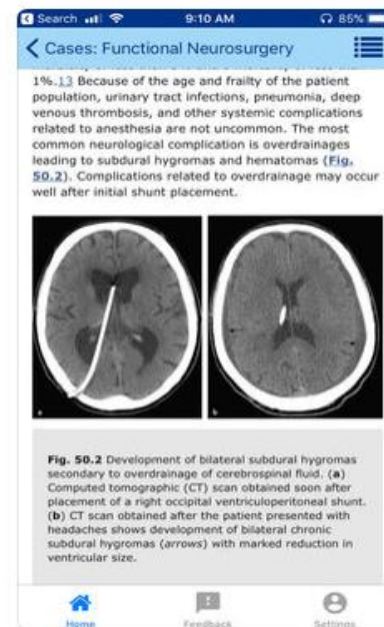 Search
9:10 AM
85%
Cases: Functional Neurosurgery
1%.13 Because of the age and frailty of the patient
population, urinary tract infections, pneumonia, deep
venous thrombosis, and other systemic complications
related to anesthesia are not uncommon. The most
common neurological complication is overdrainages
leading to subdural hygromas and hematomas (Fig.
50.2). Complications related to overdrainage may occur
well after initial shunt placement.
a
b
Fig. 50.2 Development of bilateral subdural hygromas
secondary to overdrainage of cerebrospinal fluid. (a)
Computed tomographic (CT) scan obtained soon after
placement of a right occipital ventriculoperitoneal shunt.
(b) CT scan obtained after the patient presented with
headaches shows development of bilateral chronic
subdural hygromas (arrows) with marked reduction in
ventricular size.
Home
Feedback
Settings